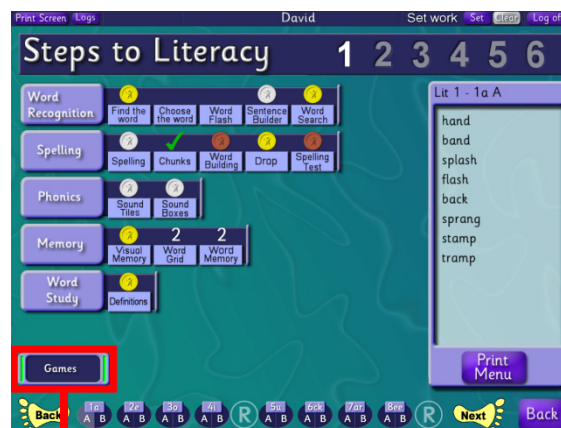 Print Screen Logs David Set work Set Clear Log of
Steps to Literacy 1 2 3 4 5 6
Word
Recognition
Find the
word
Choose
the word
Word
Flash
Sentence
Builder
Word
Search
Spelling
Spelling
Chunks
Word
Building
Drop
Spelling
Test
Phonics
Sound
Tiles
Sound
Boxes
Memory
2 2
Visual
Memory
Word
Grid
Word
Memory
Word
Study
Definitions
Lit 1 - 1a A
hand
band
splash
flash
back
sprang
stamp
tramp
Print
Menu
Games
Back
1a
A B
2e
A B
3o
A B
4i
A B
R
5u
A B
6ck
A B
7ar
A B
8er
A B
R
Next
Back